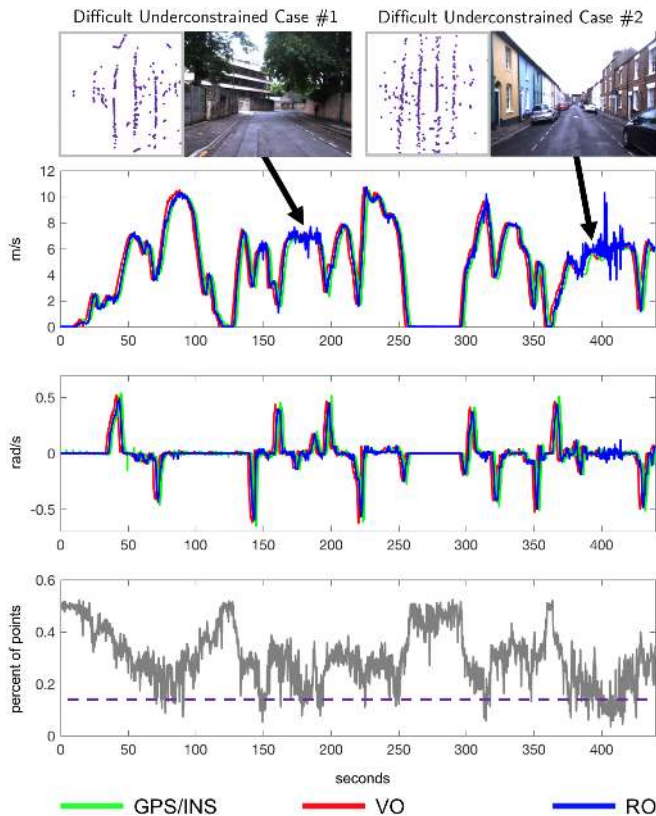 Difficult Underconstrained Case #1 Difficult Underconstrained Case #2
12
10
8
6
4
2
0
m/s
0 50 100 150 200 250 300 350 400
0.5
0
-0.5
rad/s
0 50 100 150 200 250 300 350 400
0.6
0.4
0.2
0
percent of points
0 50 100 150 200 250 300 350 400
seconds
GPS/INS VO RO